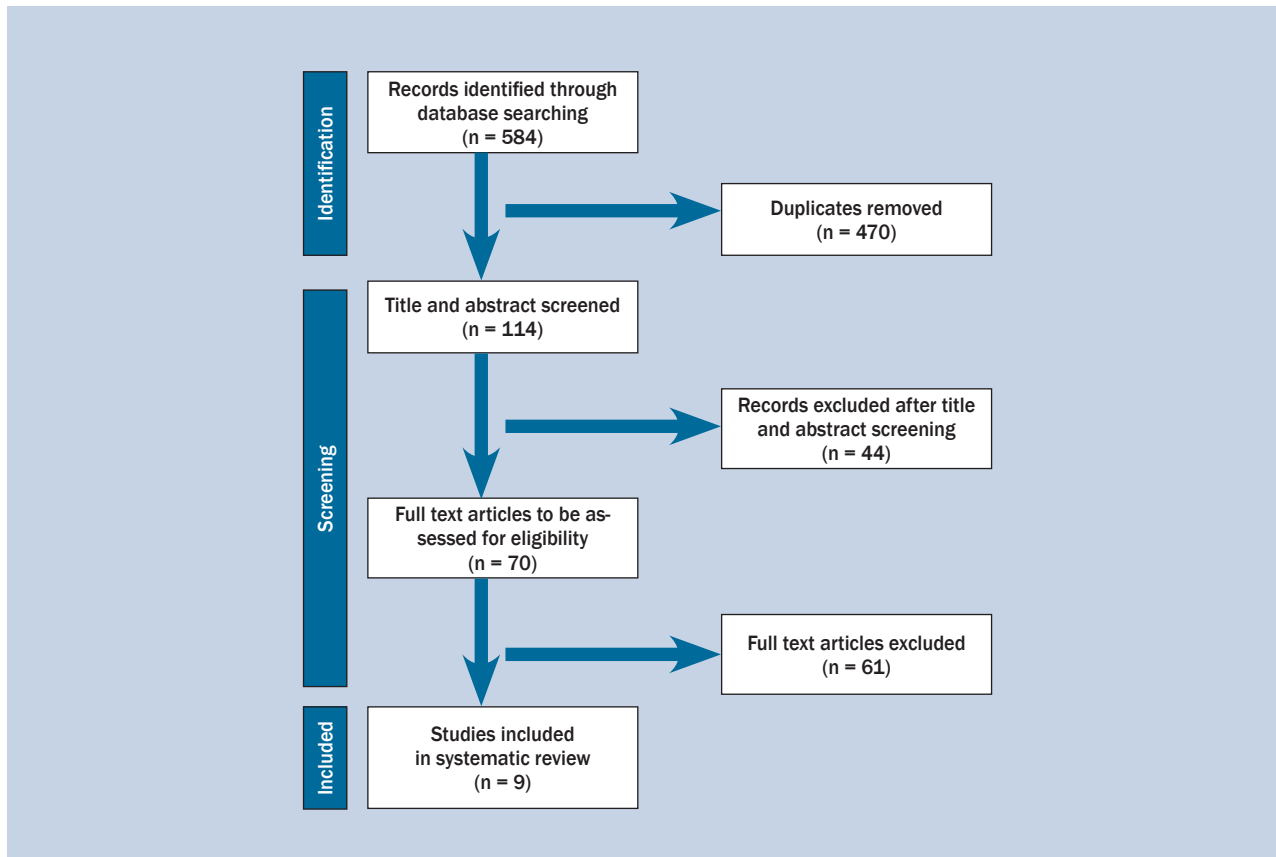 Identification
Records identified through
database searching
(n = 584)
Duplicates removed
(n = 470)
Screening
Title and abstract screened
(n = 114)
Records excluded after title
and abstract screening
(n = 44)
Full text articles to be as-
sessed for eligibility
(n = 70)
Full text articles excluded
(n = 61)
Included
Studies included
in systematic review
(n = 9)